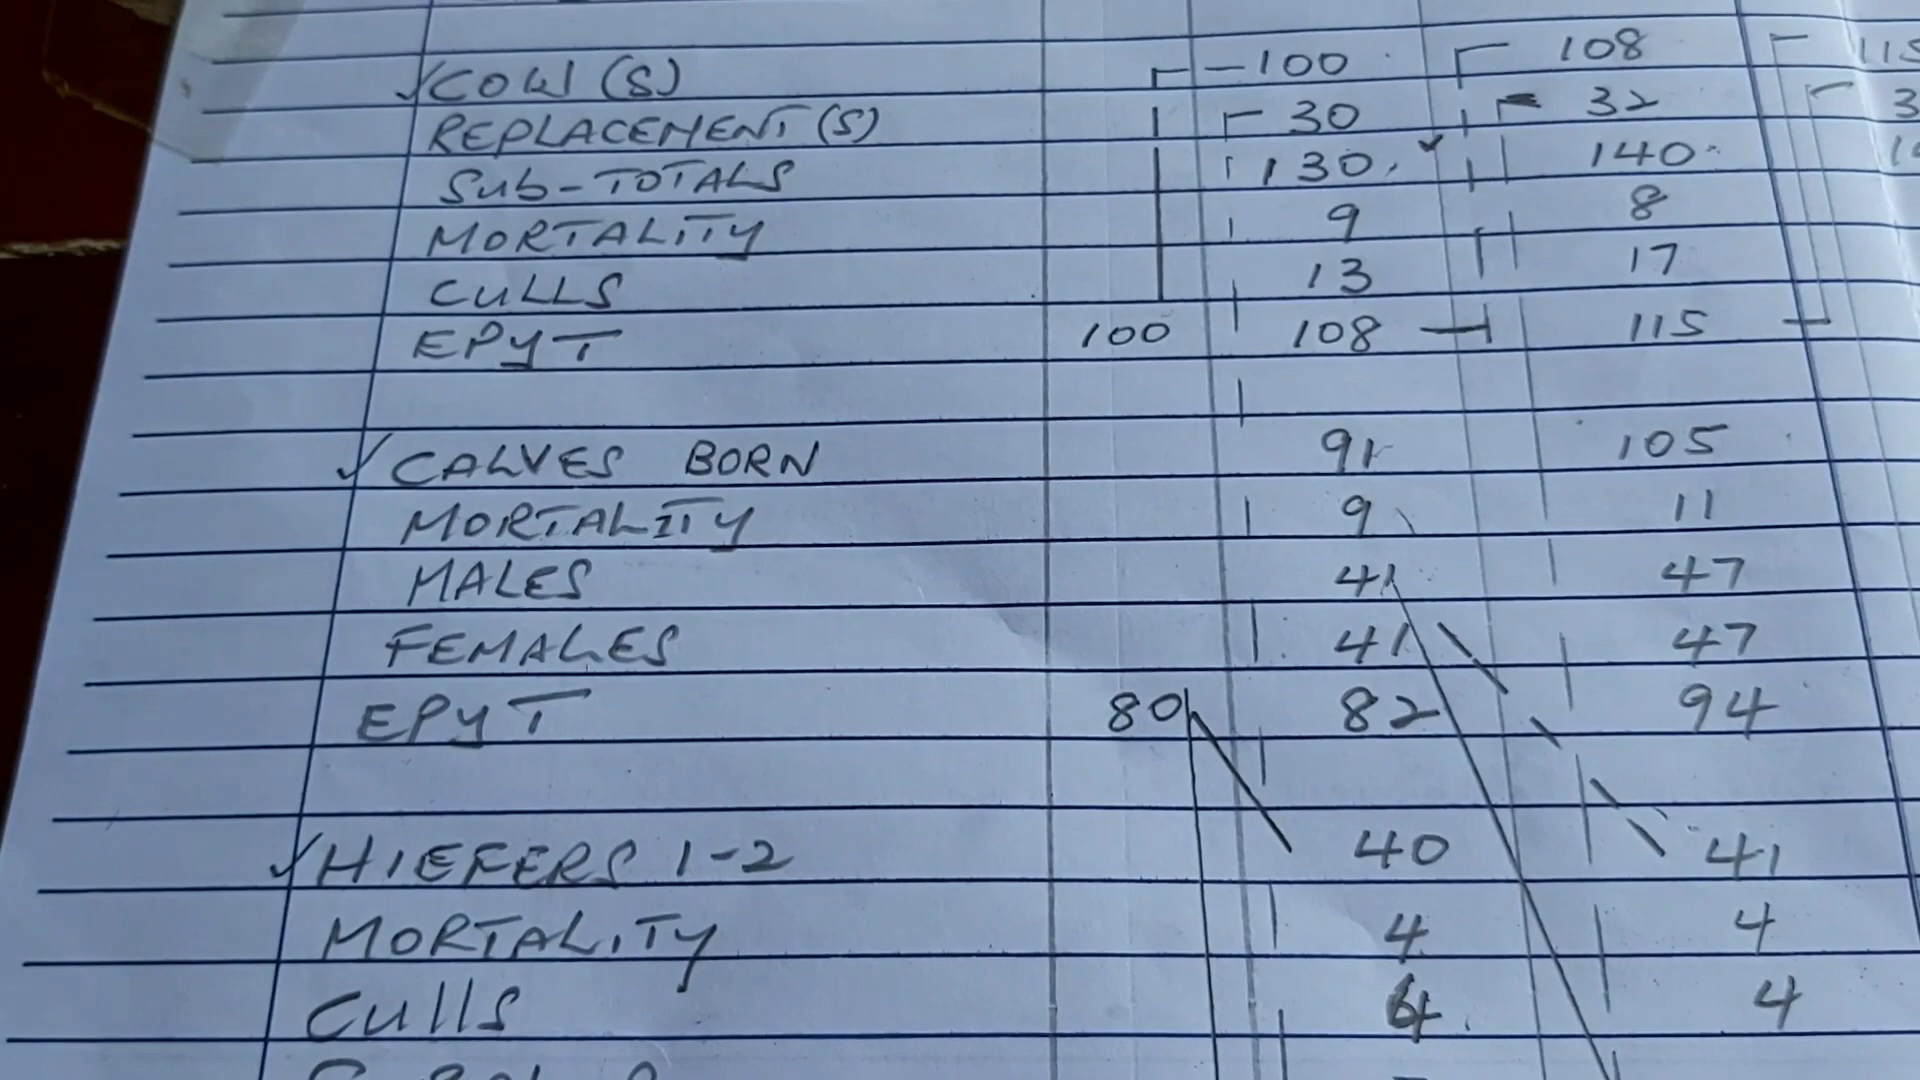 COW (S) 100 108
REPLACEMENT (S) 30 32 3
SUB-TOTALS 130 140
MORTALITY 9 8
CULLS 13 17
EPYT 100 108 115
CALVES BORN 91 105
MORTALITY 9 11
MALES 41 47
FEMALES 41 47
EPYT 80 82 94
HIEFERS 1-2 40 41
MORTALITY 4 4
Culls 4